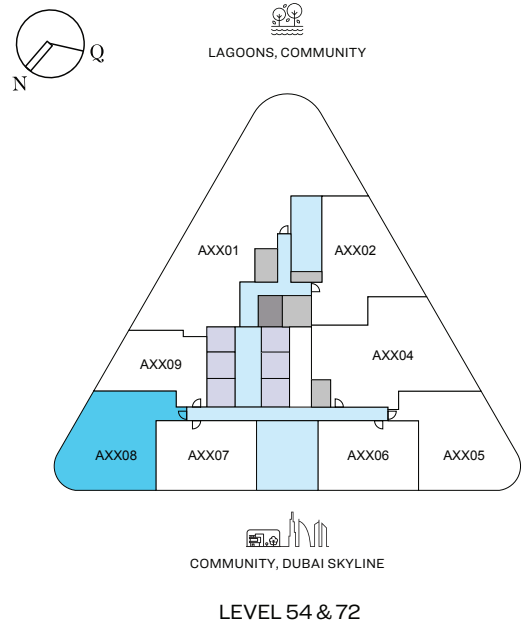 LAGOONS, COMMUNITY
Q
N
AXX01
AXX02
AXX04
AXX09
AXX08
AXX07
AXX06
AXX05
COMMUNITY, DUBAI SKYLINE
LEVEL 54 & 72